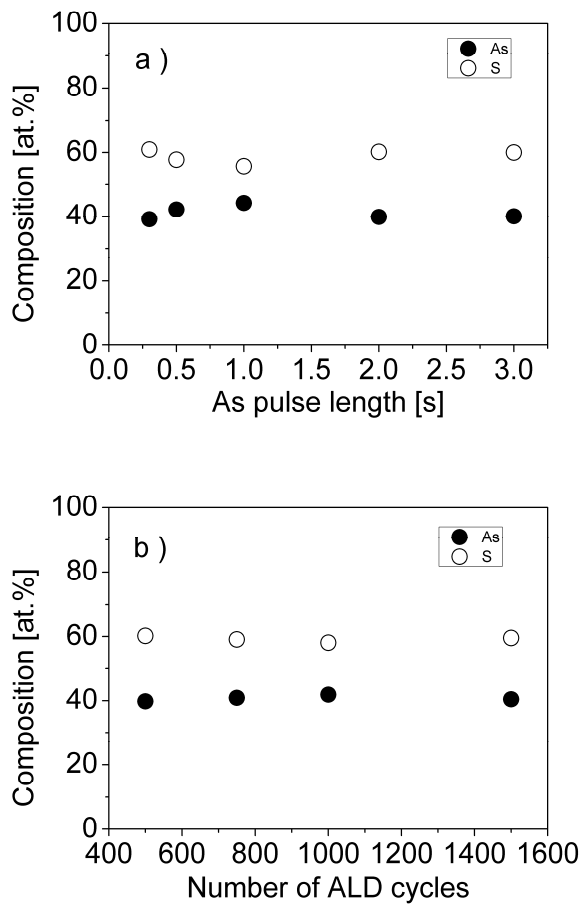 100
a )
As
S
80
60
40
20
0
Composition [at.%]
0.0 0.5 1.0 1.5 2.0 2.5 3.0
As pulse length [s]
100
b )
As
S
80
60
40
20
0
Composition [at.%]
400 600 800 1000 1200 1400 1600
Number of ALD cycles